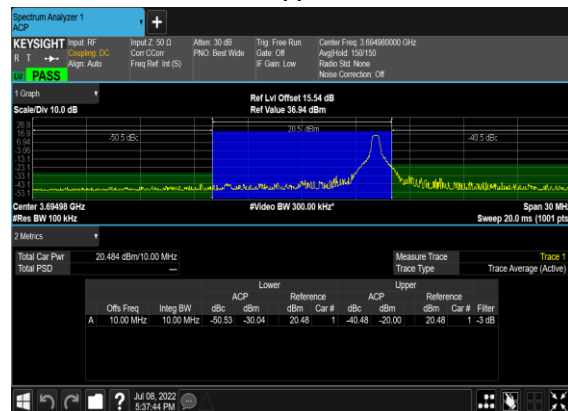 Spectrum Analyzer 1
ACP
+
KEYSIGHT Input: RF Input Z: 50 Ω Atten: 30 dB Trig: Free Run Center Freq: 3.694980000 GHz
R T Coupling: DC Corr CCorr PNO: Best Wide Gate: Off Avg|Hold: 150/150
Align: Auto Freq Ref: Int (S) IF Gain: Low Radio Std: None
PASS Noise Correction: Off
1 Graph
Ref Lvl Offset 15.54 dB
Scale/Div 10.0 dB Ref Value 36.94 dBm
26.9
16.9
6.94
-3.06
-13.1
-23.1
-33.1
-43.1
-53.1
-50.5 dBc 20.5 dBm -40.5 dBc
Center 3.69498 GHz #Video BW 300.00 kHz* Span 30 MHz
#Res BW 100 kHz Sweep 20.0 ms (1001 pts
2 Metrics
Total Car Pwr 20.484 dBm/10.00 MHz Measure Trace Trace 1
Total PSD --- Trace Type Trace Average (Active)
Lower Upper
ACP Reference ACP Reference
Offs Freq Integ BW dBc dBm dBm Car # dBc dBm dBm Car # Filter
A 10.00 MHz 10.00 MHz -50.53 -30.04 20.48 1 -40.48 -20.00 20.48 1 -3 dB
?
Jul 08, 2022
5:37:44 PM